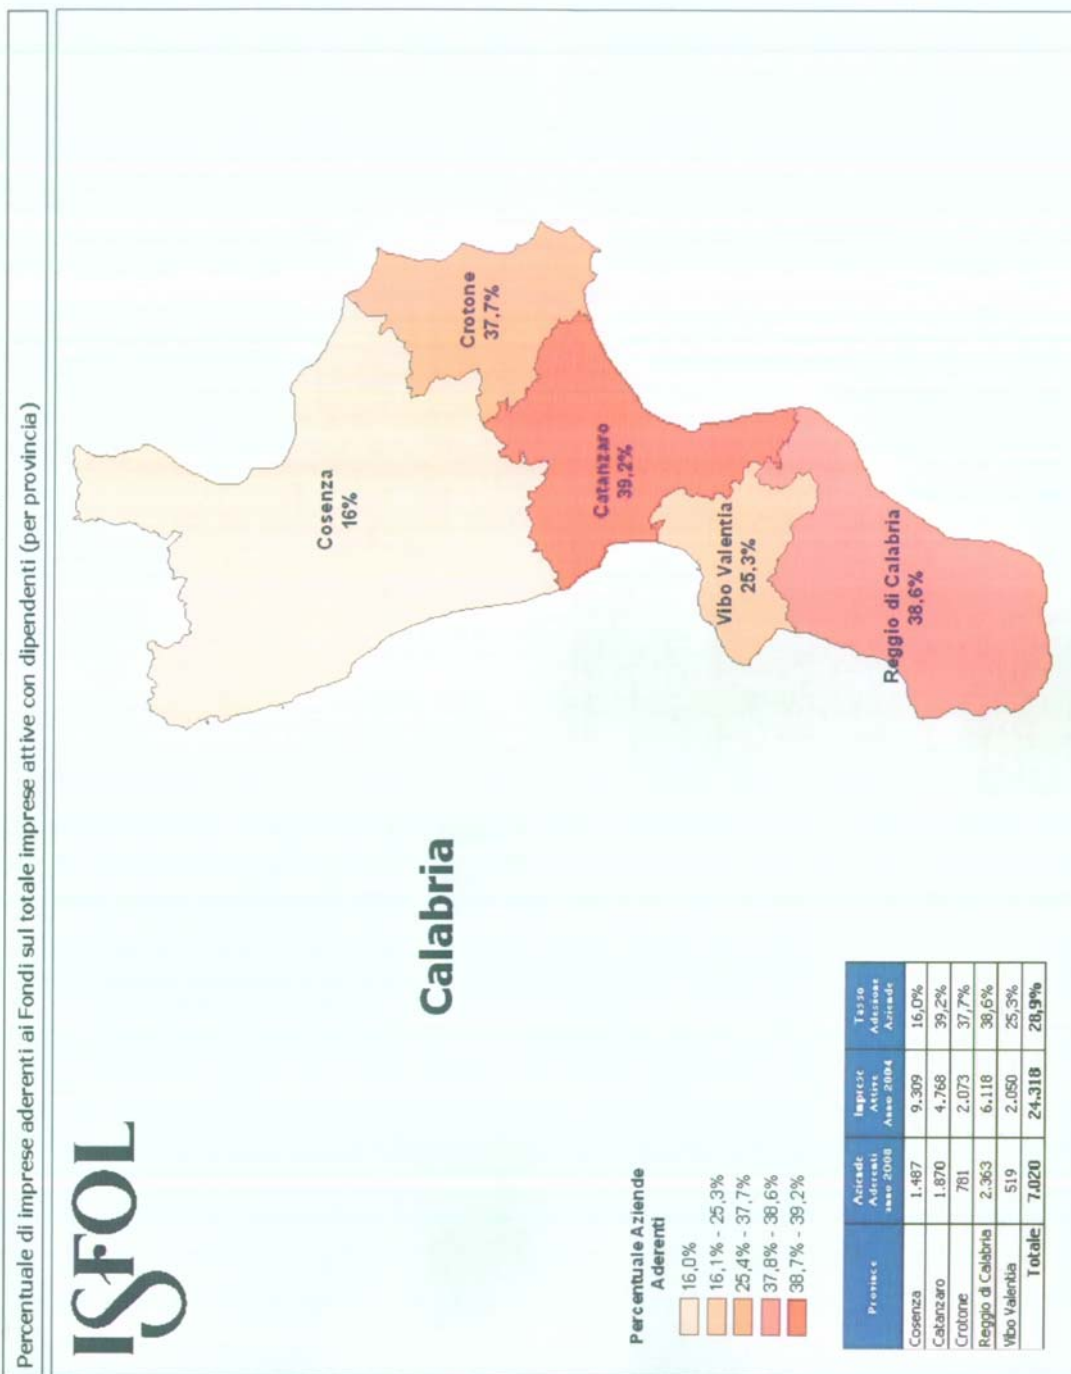 Percentuale di imprese aderenti ai Fondi sul totale imprese attive con dipendenti (per provincia)
ISFOL
Calabria
Cosenza
16%
Crotone
37,7%
Catanzaro
39,2%
Vibo Valentia
25,3%
Reggio di Calabria
38,6%
Percentuale Aziende
Aderenti
16,0%
16,1% - 25,3%
25,4% - 37,7%
37,8% - 38,6%
38,7% - 39,2%
Province Aziende Aderenti anno 2008 Imprese Attive Anno 2004 Tasso Adesione Aziende
Cosenza 1.487 9.309 16,0%
Catanzaro 1.870 4.768 39,2%
Crotone 781 2.073 37,7%
Reggio di Calabria 2.363 6.118 38,6%
Vibo Valentia 519 2.050 25,3%
Totale 7.020 24.318 28,9%